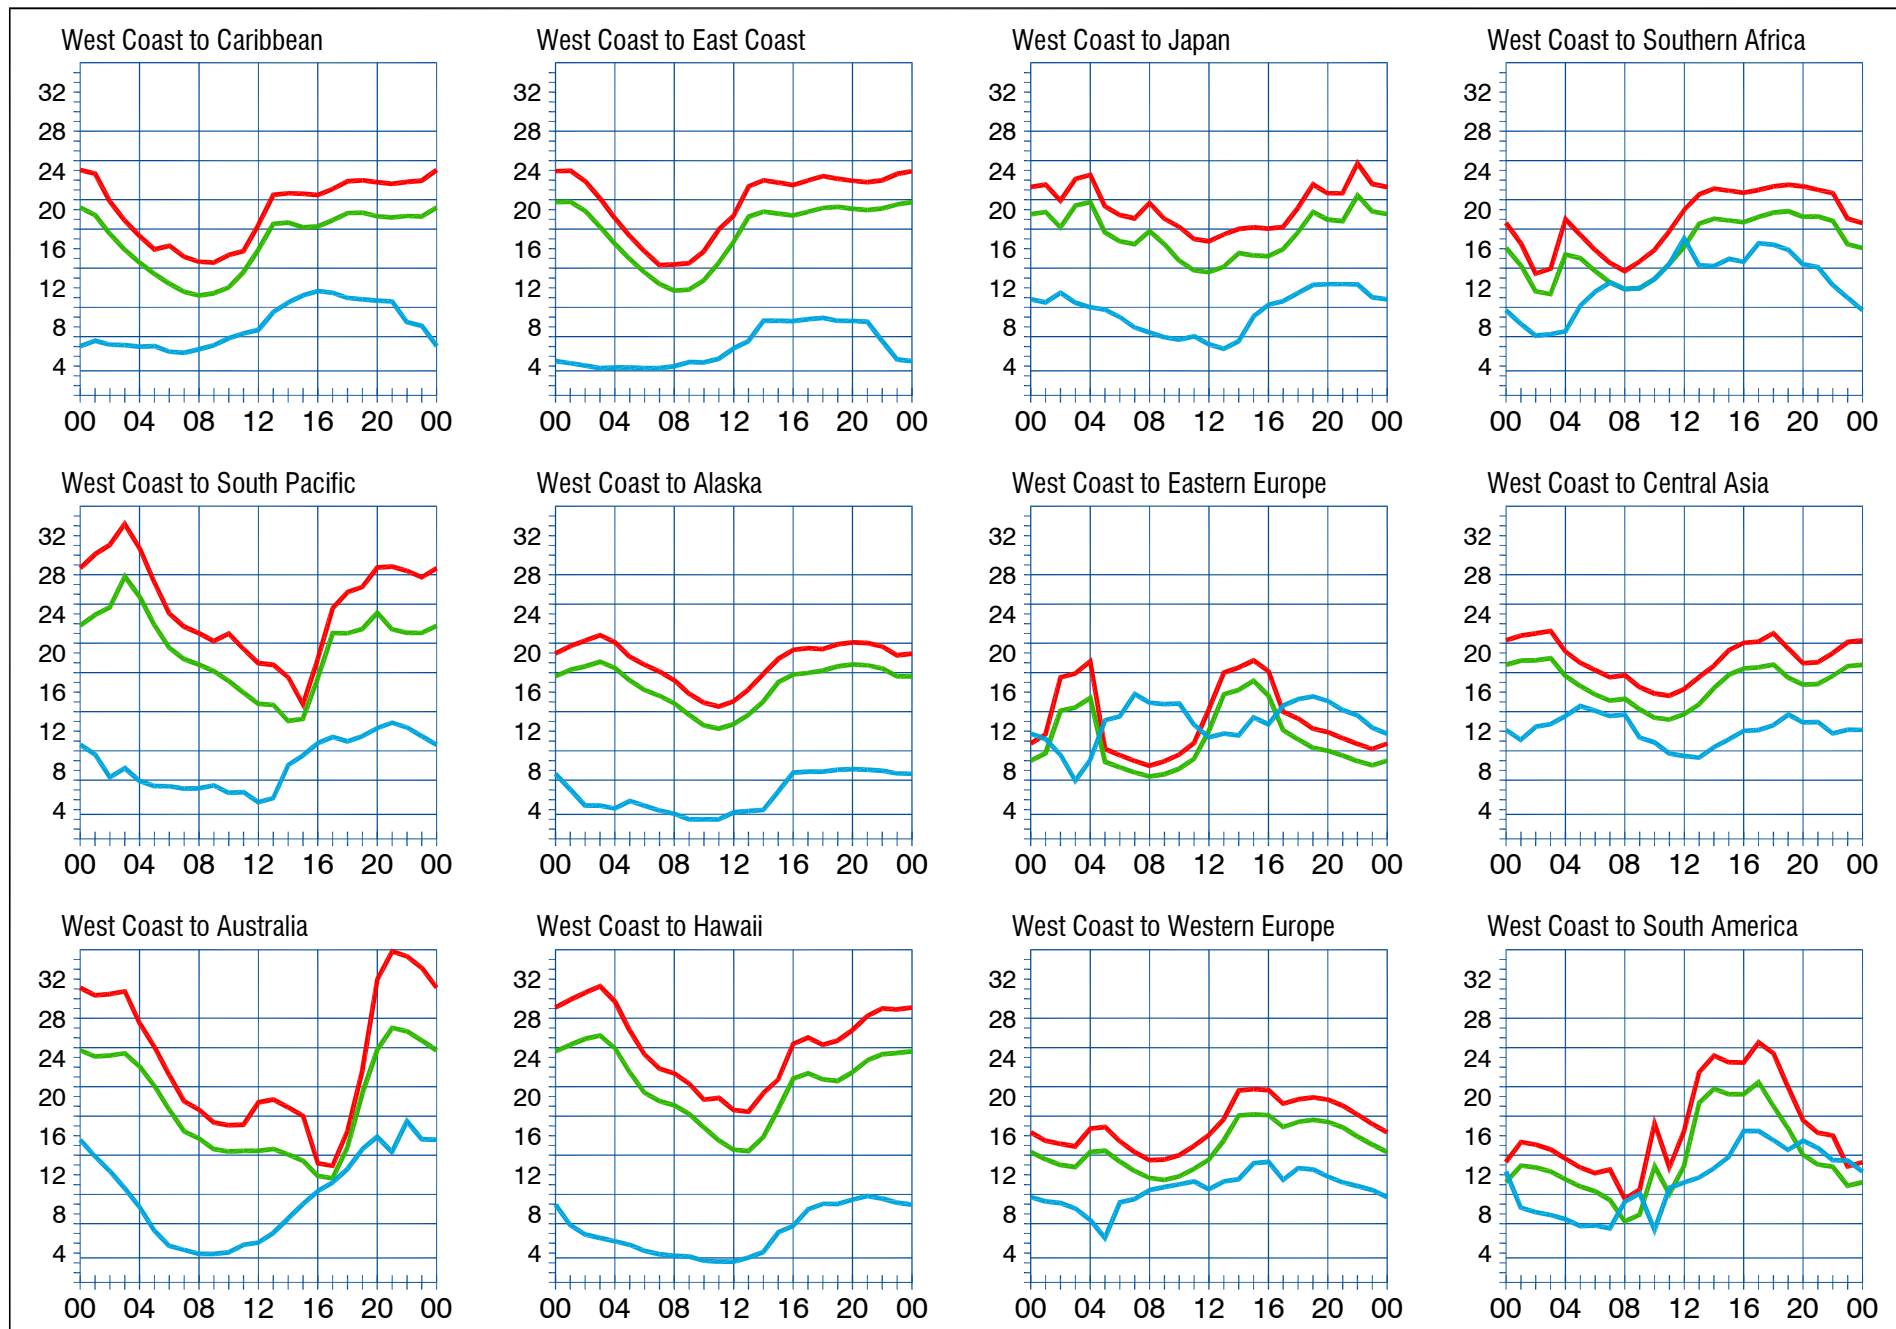 West Coast to Caribbean
West Coast to East Coast
West Coast to Japan
West Coast to Southern Africa
32 32 32 32
28 28 28 28
24 24 24 24
20 20 20 20
16 16 16 16
12 12 12 12
8 8 8 8
4 4 4 4
00 04 08 12 16 20 00 00 04 08 12 16 20 00 00 04 08 12 16 20 00 00 04 08 12 16 20 00
West Coast to South Pacific
West Coast to Alaska
West Coast to Eastern Europe
West Coast to Central Asia
32 32 32 32
28 28 28 28
24 24 24 24
20 20 20 20
16 16 16 16
12 12 12 12
8 8 8 8
4 4 4 4
00 04 08 12 16 20 00 00 04 08 12 16 20 00 00 04 08 12 16 20 00 00 04 08 12 16 20 00
West Coast to Australia
West Coast to Hawaii
West Coast to Western Europe
West Coast to South America
32 32 32 32
28 28 28 28
24 24 24 24
20 20 20 20
16 16 16 16
12 12 12 12
8 8 8 8
4 4 4 4
00 04 08 12 16 20 00 00 04 08 12 16 20 00 00 04 08 12 16 20 00 00 04 08 12 16 20 00